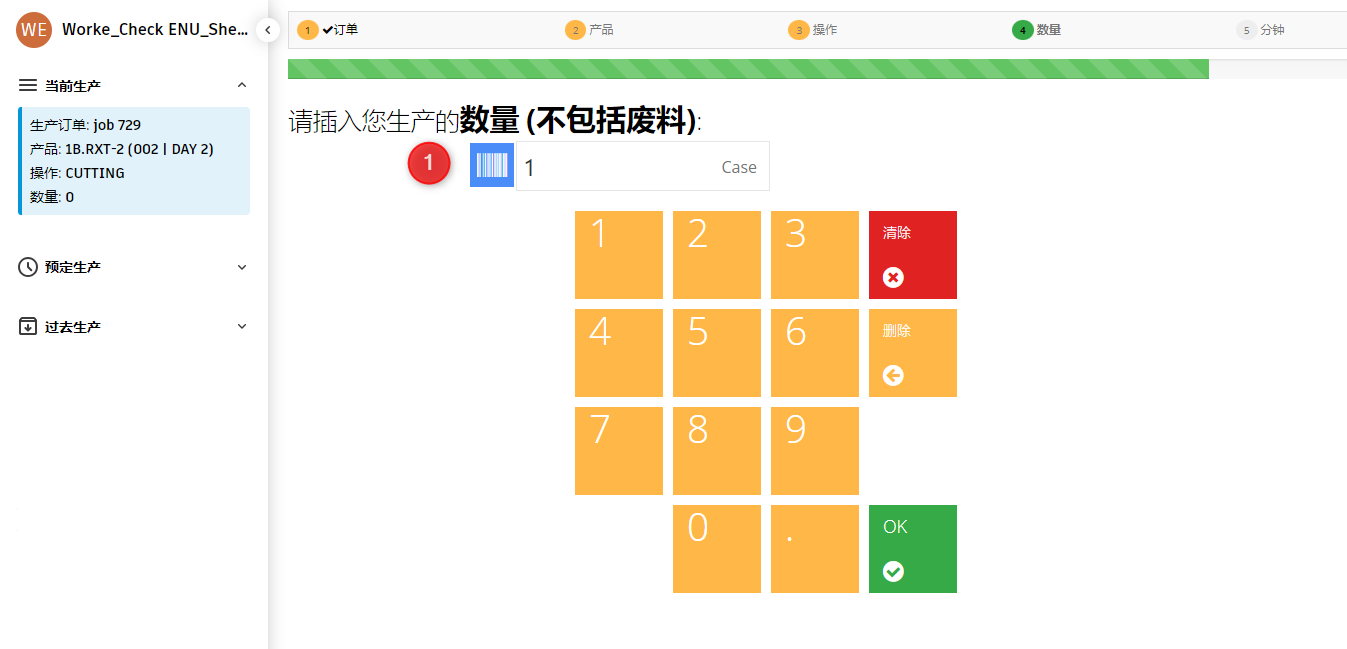 WE Worke_Check ENU_She...
当前生产
生产订单: job 729
产品: 1B.RXT-2 (002 | DAY 2)
操作: CUTTING
数量: 0
预定生产
过去生产
1 订单 2 产品 3 操作 4 数量 5 分钟
请插入您生产的数量 (不包括废料):
1 1 Case
1 2 3 清除
4 5 6 删除
7 8 9
0 . OK